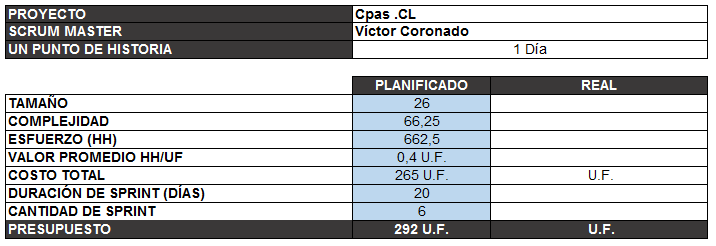 PROYECTO Cpas .CL
SCRUM MASTER Víctor Coronado
UN PUNTO DE HISTORIA 1 Día
PLANIFICADO REAL
TAMAÑO 26
COMPLEJIDAD 66,25
ESFUERZO (HH) 662,5
VALOR PROMEDIO HH/UF 0,4 U.F.
COSTO TOTAL 265 U.F. U.F.
DURACIÓN DE SPRINT (DÍAS) 20
CANTIDAD DE SPRINT 6
PRESUPUESTO 292 U.F. U.F.